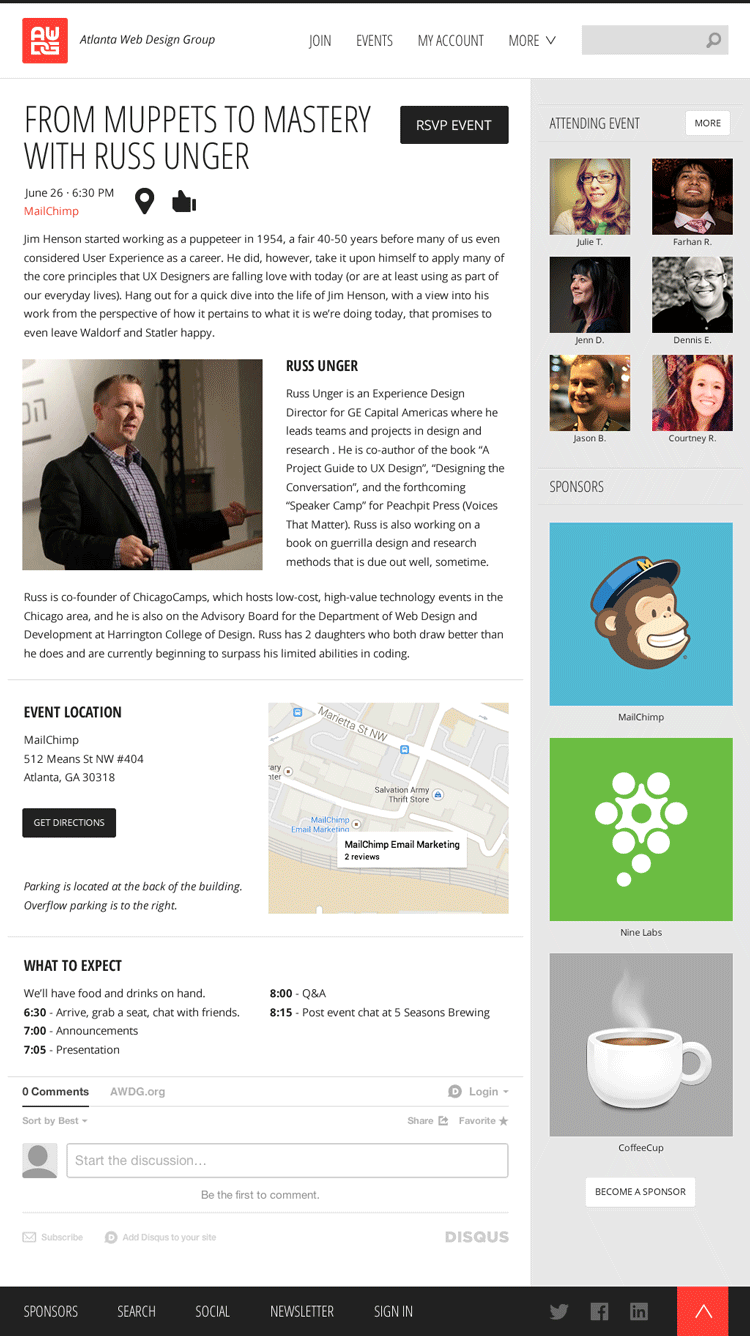 AWDG
Atlanta Web Design Group
JOIN
EVENTS
MY ACCOUNT
MORE
FROM MUPPETS TO MASTERY
WITH RUSS UNGER
RSVP EVENT
June 26 · 6:30 PM
MailChimp
Jim Henson started working as a puppeteer in 1954, a fair 40-50 years before many of us even
considered User Experience as a career. He did, however, take it upon himself to apply many of
the core principles that UX Designers are falling love with today (or are at least using as part of
our everyday lives). Hang out for a quick dive into the life of Jim Henson, with a view into his
work from the perspective of how it pertains to what it is we're doing today, that promises to
even leave Waldorf and Statler happy.
RUSS UNGER
Russ Unger is an Experience Design
Director for GE Capital Americas where he
leads teams and projects in design and
research . He is co-author of the book “A
Project Guide to UX Design”, “Designing the
Conversation”, and the forthcoming
“Speaker Camp” for Peachpit Press (Voices
That Matter). Russ is also working on a
book on guerrilla design and research
methods that is due out well, sometime.
Russ is co-founder of ChicagoCamps, which hosts low-cost, high-value technology events in the
Chicago area, and he is also on the Advisory Board for the Department of Web Design and
Development at Harrington College of Design. Russ has 2 daughters who both draw better than
he does and are currently beginning to surpass his limited abilities in coding.
EVENT LOCATION
MailChimp
512 Means St NW #404
Atlanta, GA 30318
GET DIRECTIONS
Parking is located at the back of the building.
Overflow parking is to the right.
Marietta St NW
Salvation Army
Thrift Store
MailChimp
Email Marketing
MailChimp Email Marketing
2 reviews
WHAT TO EXPECT
We'll have food and drinks on hand.
6:30 - Arrive, grab a seat, chat with friends.
7:00 - Announcements
7:05 - Presentation
8:00 - Q&A
8:15 - Post event chat at 5 Seasons Brewing
0 Comments
AWDG.org
Login
Sort by Best
Share
Favorite
Start the discussion...
Be the first to comment.
Subscribe
Add Disqus to your site
DISQUS
ATTENDING EVENT
MORE
Julie T.
Farhan R.
Jenn D.
Dennis E.
Jason B.
Courtney R.
SPONSORS
MailChimp
Nine Labs
CoffeeCup
BECOME A SPONSOR
SPONSORS
SEARCH
SOCIAL
NEWSLETTER
SIGN IN